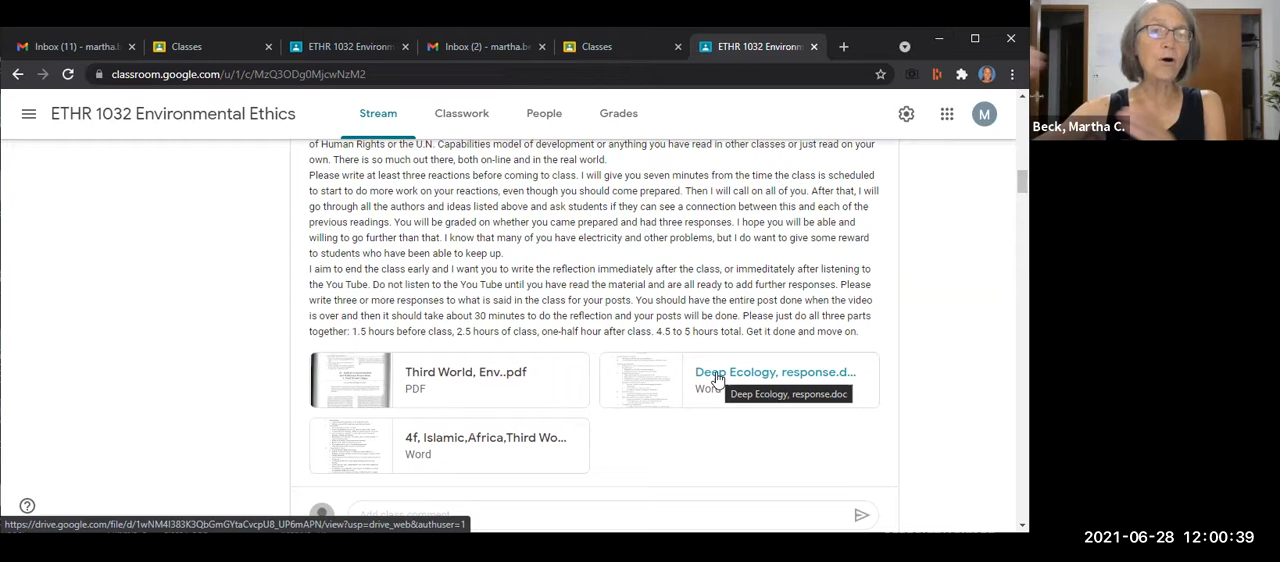 Inbox (11) - martha.b
Classes
ETHR 1032 Environm
Inbox (2) - martha.be
Classes
ETHR 1032 Environm
classroom.google.com/u/1/c/MzQ3ODg0MjcwNzM2
ETHR 1032 Environmental Ethics
Stream
Classwork
People
Grades
M
Beck, Martha C.
of Human Rights or the U.N. Capabilities model of development or anything you have read in other classes or just read on your
own. There is so much out there, both on-line and in the real world.
Please write at least three reactions before coming to class. I will give you seven minutes from the time the class is scheduled
to start to do more work on your reactions, even though you should come prepared. Then I will call on all of you. After that, I will
go through all the authors and ideas listed above and ask students if they can see a connection between this and each of the
previous readings. You will be graded on whether you came prepared and had three responses. I hope you will be able and
willing to go further than that. I know that many of you have electricity and other problems, but I do want to give some reward
to students who have been able to keep up.
I aim to end the class early and I want you to write the reflection immediately after the class, or immeditately after listening to
the You Tube. Do not listen to the You Tube until you have read the material and are all ready to add further responses. Please
write three or more responses to what is said in the class for your posts. You should have the entire post done when the video
is over and then it should take about 30 minutes to do the reflection and your posts will be done. Please just do all three parts
together: 1.5 hours before class, 2.5 hours of class, one-half hour after class. 4.5 to 5 hours total. Get it done and move on.
Third World, Env..pdf
PDF
Deep Ecology, response.d...
Word
Deep Ecology, response.doc
4f, Islamic,Africa,Third Wo...
Word
Add class comment
https://drive.google.com/file/d/1wNM4I383K3QbGmGYtaCvcpU8_UP6mAPN/view?usp=drive_web&authuser=1
2021-06-28 12:00:39